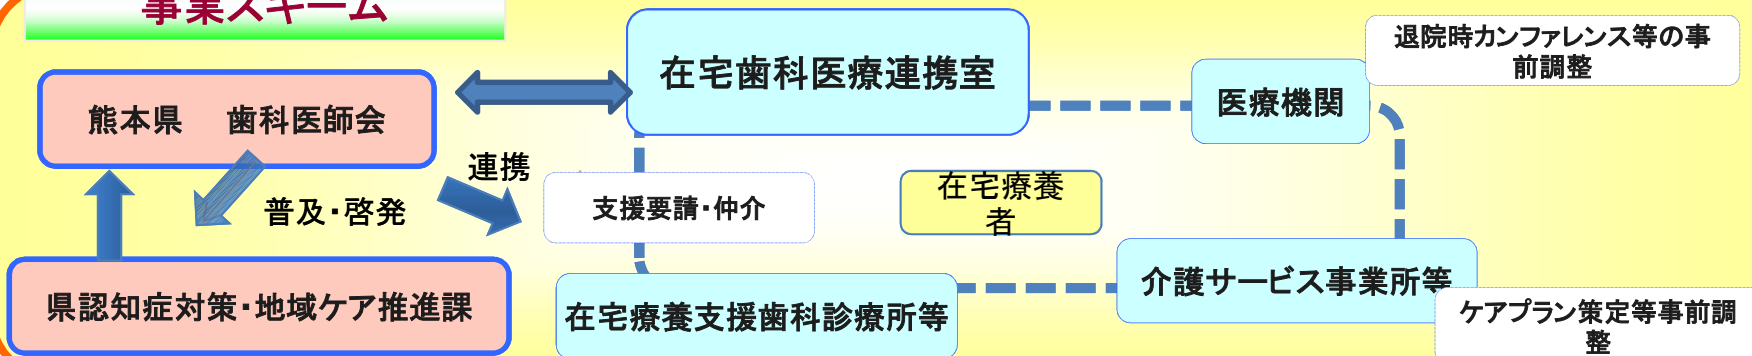 事業スキーム
在宅歯科医療連携室
退院時カンファレンス等の事
前調整
医療機関
熊本県　歯科医師会
連携
在宅療養
者
支援要請・仲介
普及・啓発
介護サービス事業所等
県認知症対策・地域ケア推進課
在宅療養支援歯科診療所等
ケアプラン策定等事前調
整